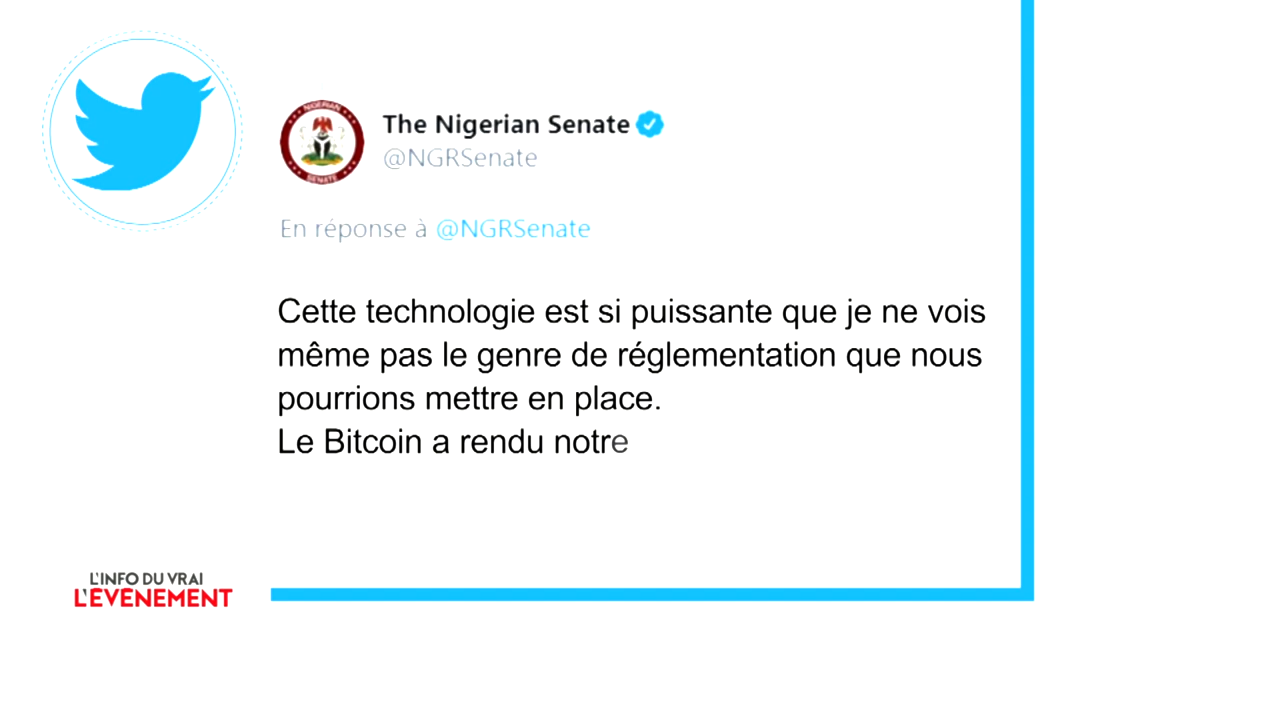 The Nigerian Senate
@NGRSenate
En réponse à @NGRSenate
Cette technologie est si puissante que je ne vois
même pas le genre de réglementation que nous
pourrions mettre en place.
Le Bitcoin a rendu notre
L'INFO DU VRAI
L'ÉVÉNEMENT